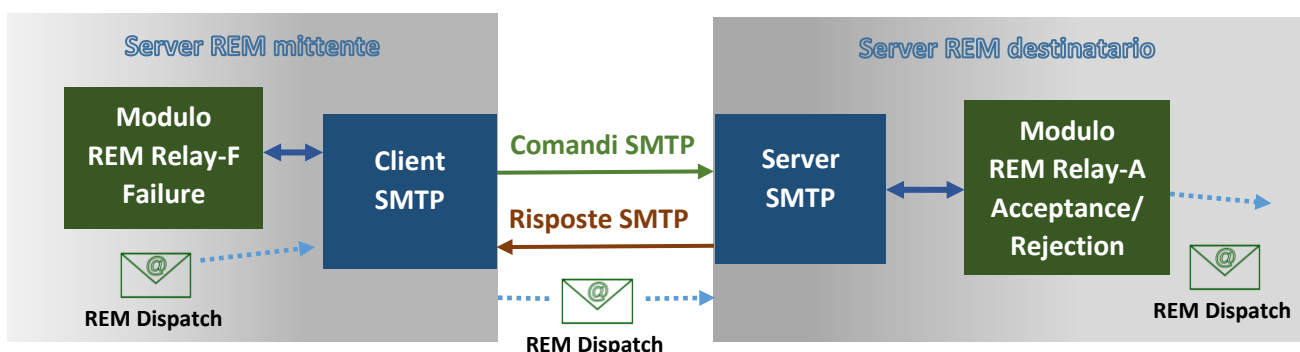 Server REM mittente
Server REM destinatario
Modulo
REM Relay-F
Failure
Client
SMTP
Comandi SMTP
Risposte SMTP
Server
SMTP
Modulo
REM Relay-A
Acceptance/
Rejection
@
REM Dispatch
@
REM Dispatch
@
REM Dispatch